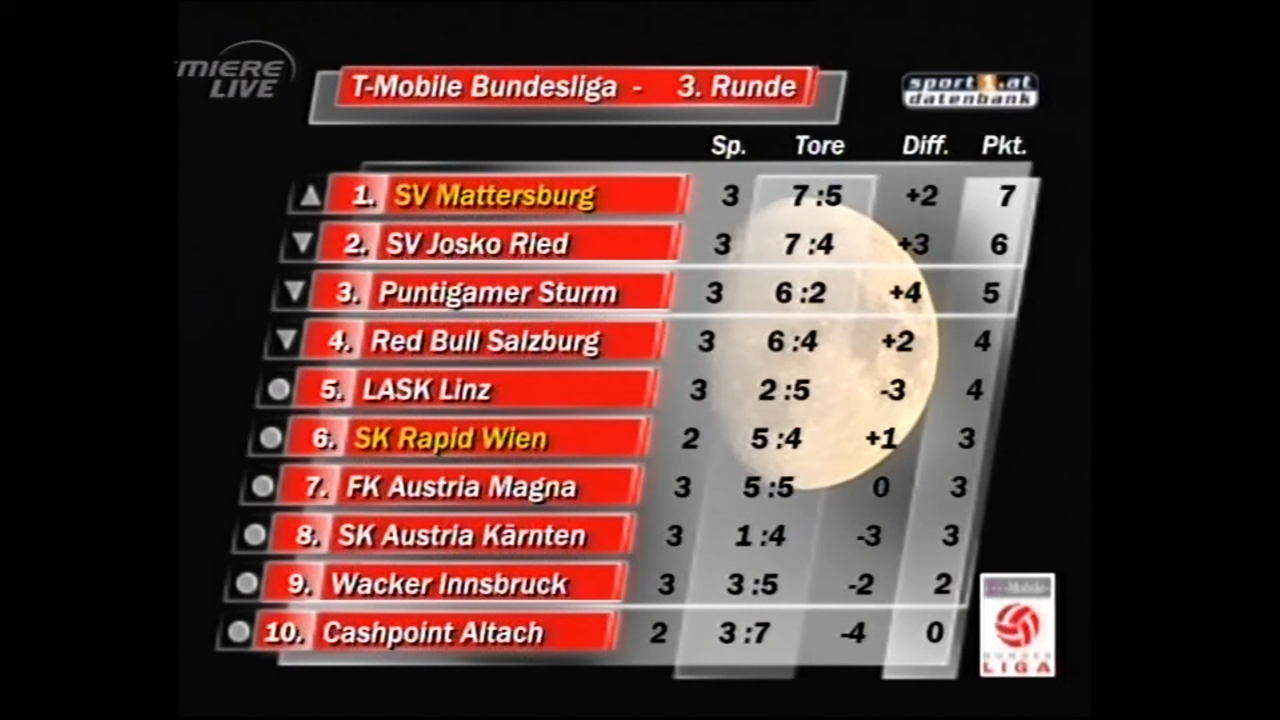 MIERE
LIVE
T-Mobile Bundesliga - 3. Runde
sport1.at
datenbank
Sp. Tore Diff. Pkt.
1. SV Mattersburg 3 7:5 +2 7
2. SV Josko Ried 3 7:4 +3 6
3. Puntigamer Sturm 3 6:2 +4 5
4. Red Bull Salzburg 3 6:4 +2 4
5. LASK Linz 3 2:5 -3 4
6. SK Rapid Wien 2 5:4 +1 3
7. FK Austria Magna 3 5:5 0 3
8. SK Austria Kärnten 3 1:4 -3 3
9. Wacker Innsbruck 3 3:5 -2 2
10. Cashpoint Altach 2 3:7 -4 0
T-Mobile
BUNDES
LIGA